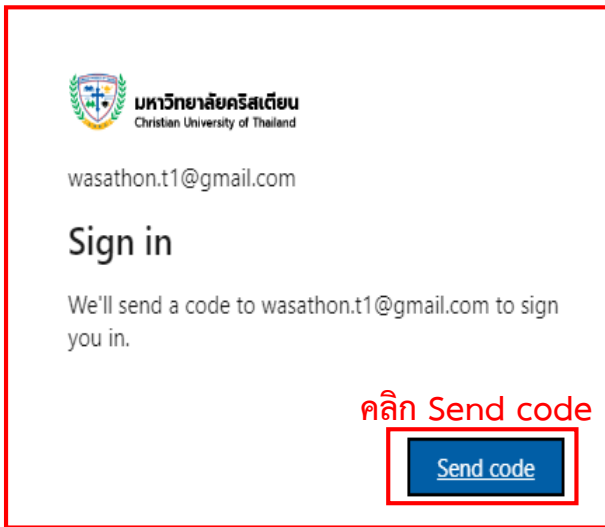 มหาวิทยาลัยคริสเตียน
Christian University of Thailand
wasathon.t1@gmail.com
Sign in
We'll send a code to wasathon.t1@gmail.com to sign
you in.
คลิก Send code
Send code